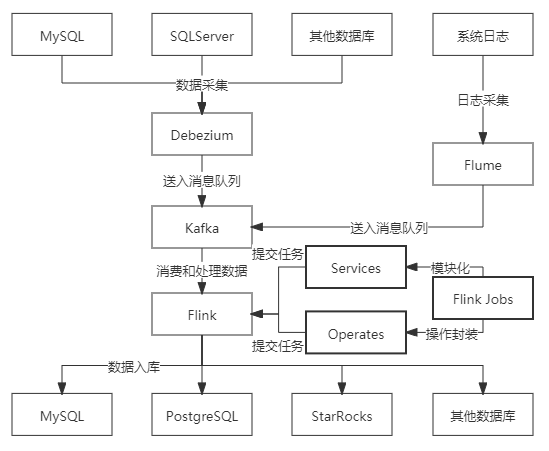 MySQL
SQLServer
其他数据库
系统日志
数据采集
日志采集
Debezium
Flume
送入消息队列
Kafka
送入消息队列
提交任务
消费和处理数据
Services
模块化
Flink Jobs
Flink
Operates
操作封装
提交任务
数据入库
MySQL
PostgreSQL
StarRocks
其他数据库